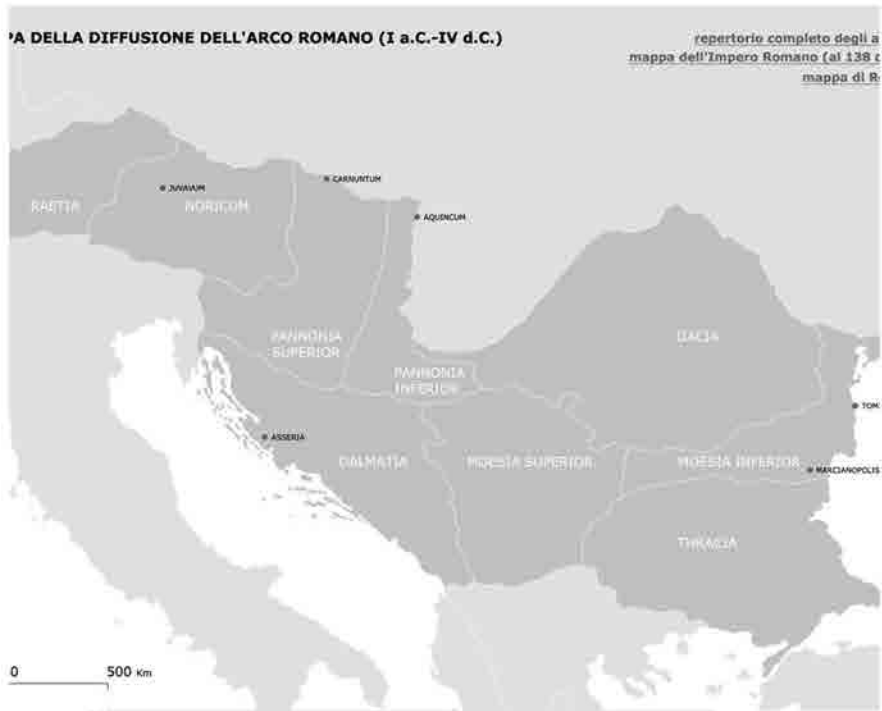 PA DELLA DIFFUSIONE DELL'ARCO ROMANO (I a.C.-IV d.C.)
repertorio completo degli a
mappa dell'Impero Romano (al 138 d
mappa di R
CARNUNTUM
JUVAVUM
RAETIA
NORICUM
AQUINCUM
PANNONIA
SUPERIOR
DACIA
PANNONIA
INFERIOR
TOM
ASSERIA
DALMATIA
MOESIA SUPERIOR
MOESIA INFERIOR
MARCIANOPOLIS
THRACIA
0
500 Km